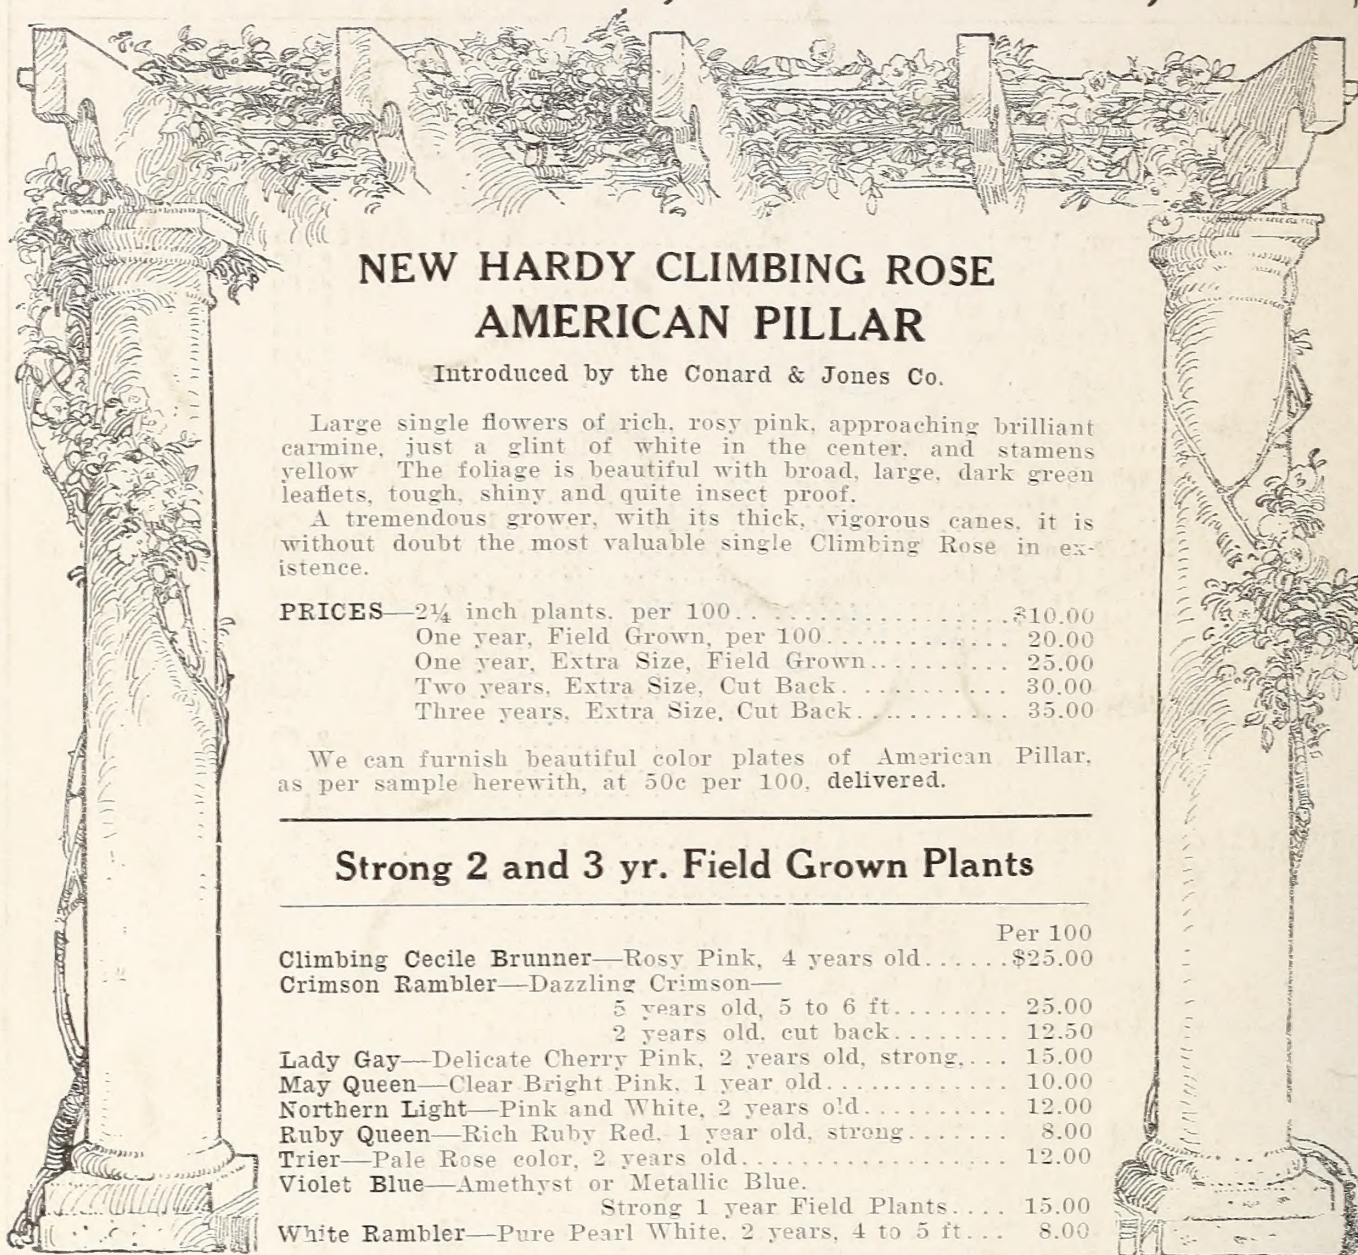 NEW HARDY CLIMBING ROSE
AMERICAN PILLAR
Introduced by the Conard & Jones Co.
Large single flowers of rich, rosy pink, approaching brilliant
carmine, just a glint of white in the center, and stamens
yellow The foliage is beautiful with broad, large, dark green
leaflets, tough, shiny and quite insect proof.
A tremendous grower, with its thick, vigorous canes, it is
without doubt the most valuable single Climbing Rose in ex-
istence.
PRICES—2¼ inch plants, per 100....................$10.00
One year, Field Grown, per 100............. 20.00
One year, Extra Size, Field Grown.......... 25.00
Two years, Extra Size, Cut Back............ 30.00
Three years, Extra Size, Cut Back........... 35.00
We can furnish beautiful color plates of American Pillar,
as per sample herewith, at 50c per 100, delivered.
Strong 2 and 3 yr. Field Grown Plants
Per 100
Climbing Cecile Brunner—Rosy Pink, 4 years old......$25.00
Crimson Rambler—Dazzling Crimson—
5 years old, 5 to 6 ft........ 25.00
2 years old, cut back........ 12.50
Lady Gay—Delicate Cherry Pink, 2 years old, strong,... 15.00
May Queen—Clear Bright Pink, 1 year old............. 10.00
Northern Light—Pink and White, 2 years old.......... 12.00
Ruby Queen—Rich Ruby Red, 1 year old, strong....... 8.00
Trier—Pale Rose color, 2 years old................... 12.00
Violet Blue—Amethyst or Metallic Blue.
Strong 1 year Field Plants.... 15.00
White Rambler—Pure Pearl White, 2 years, 4 to 5 ft... 8.00